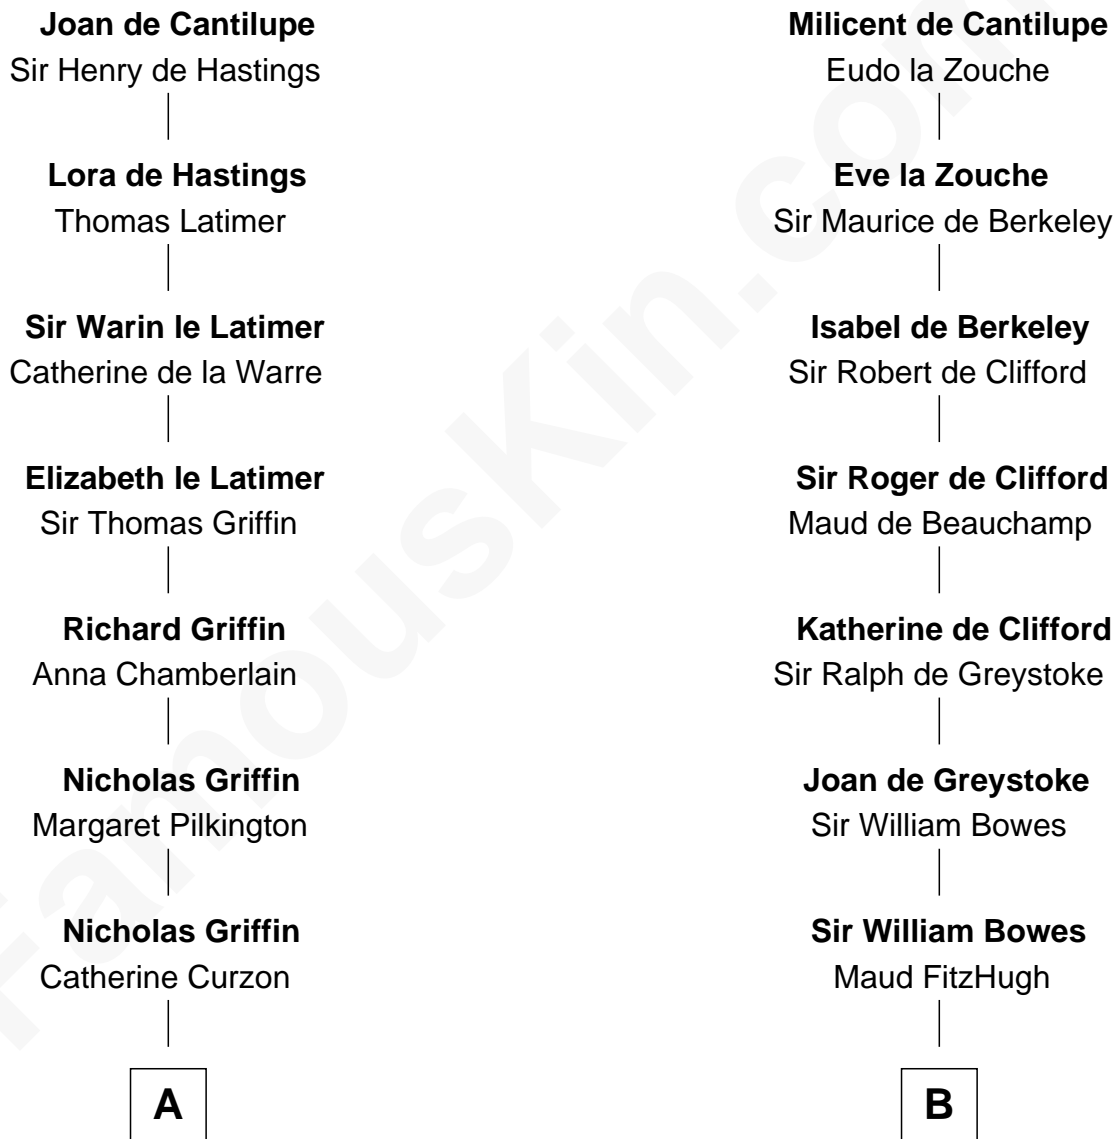 Joan de Cantilupe
Sir Henry de Hastings
Lora de Hastings
Thomas Latimer
Sir Warin le Latimer
Catherine de la Warre
Elizabeth le Latimer
Sir Thomas Griffin
Richard Griffin
Anna Chamberlain
Nicholas Griffin
Margaret Pilkington
Nicholas Griffin
Catherine Curzon
A
Milicent de Cantilupe
Eudo la Zouche
Eve la Zouche
Sir Maurice de Berkeley
Isabel de Berkeley
Sir Robert de Clifford
Sir Roger de Clifford
Maud de Beauchamp
Katherine de Clifford
Sir Ralph de Greystoke
Joan de Greystoke
Sir William Bowes
Sir William Bowes
Maud FitzHugh
B
FamousKin.com